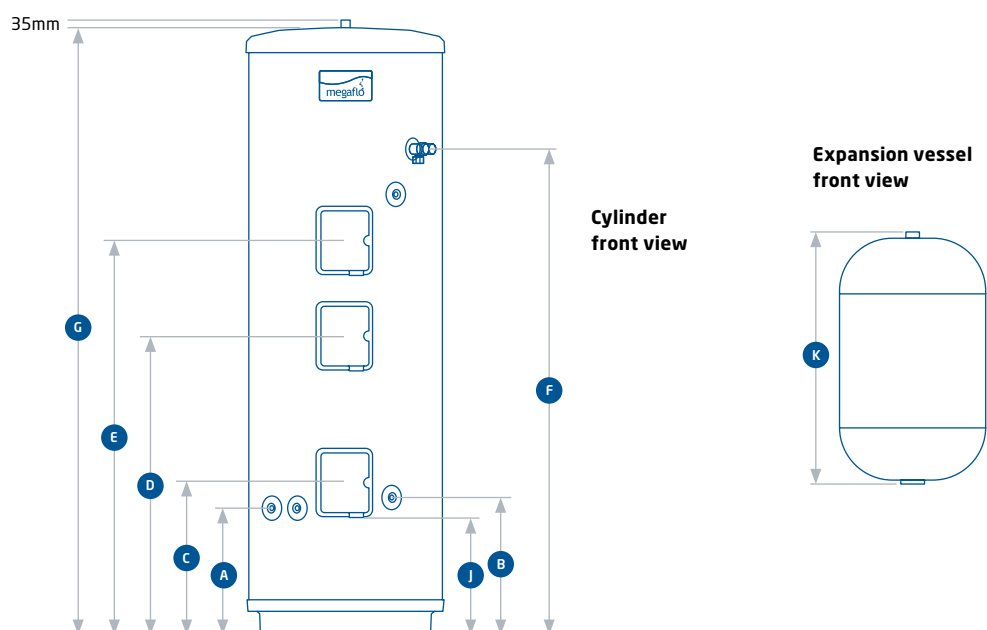 35mm
megaflo
Expansion vessel
front view
Cylinder
front view
G
K
F
E
D
C
A
J
B